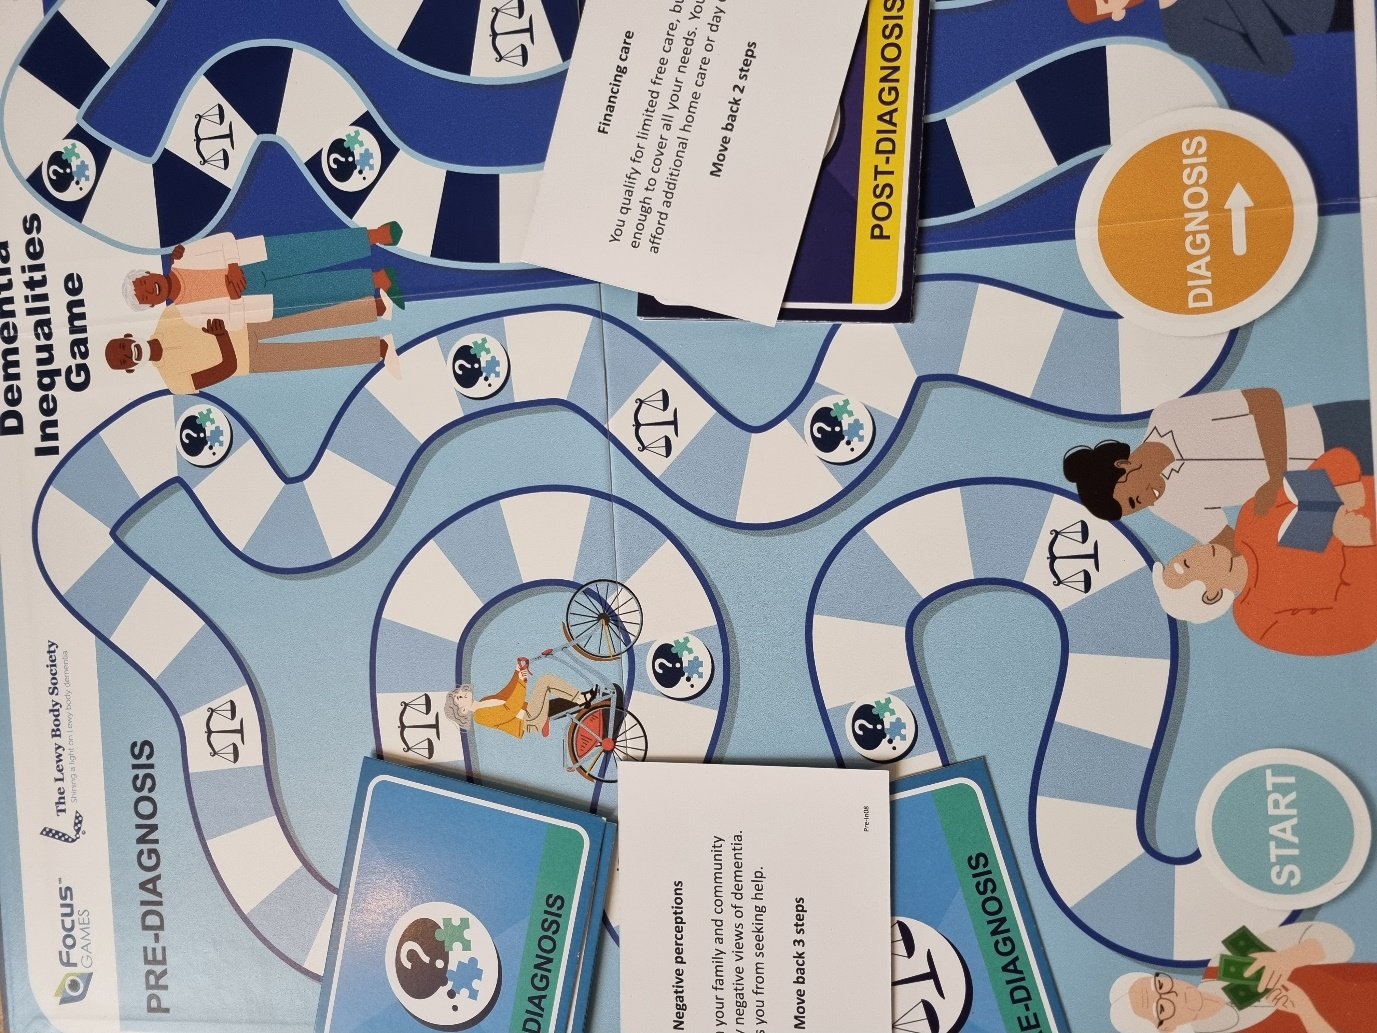 Dementia
Inequalities
Game
The Lewy Body Society
Shining a light on Lewy body dementia
Focus™
GAMES
PRE-DIAGNOSIS
Financing care
You qualify for limited free care,
enough to cover all your needs.
afford additional home care or day
Move back 2 steps
POST-DIAGNOSIS
DIAGNOSIS
START
?
?
?
?
?
?
?
DIAGNOSIS
?
Negative perceptions
your family and community
negative views of dementia.
you from seeking help.
Move back 3 steps
Pre-In08
E-DIAGNOSIS